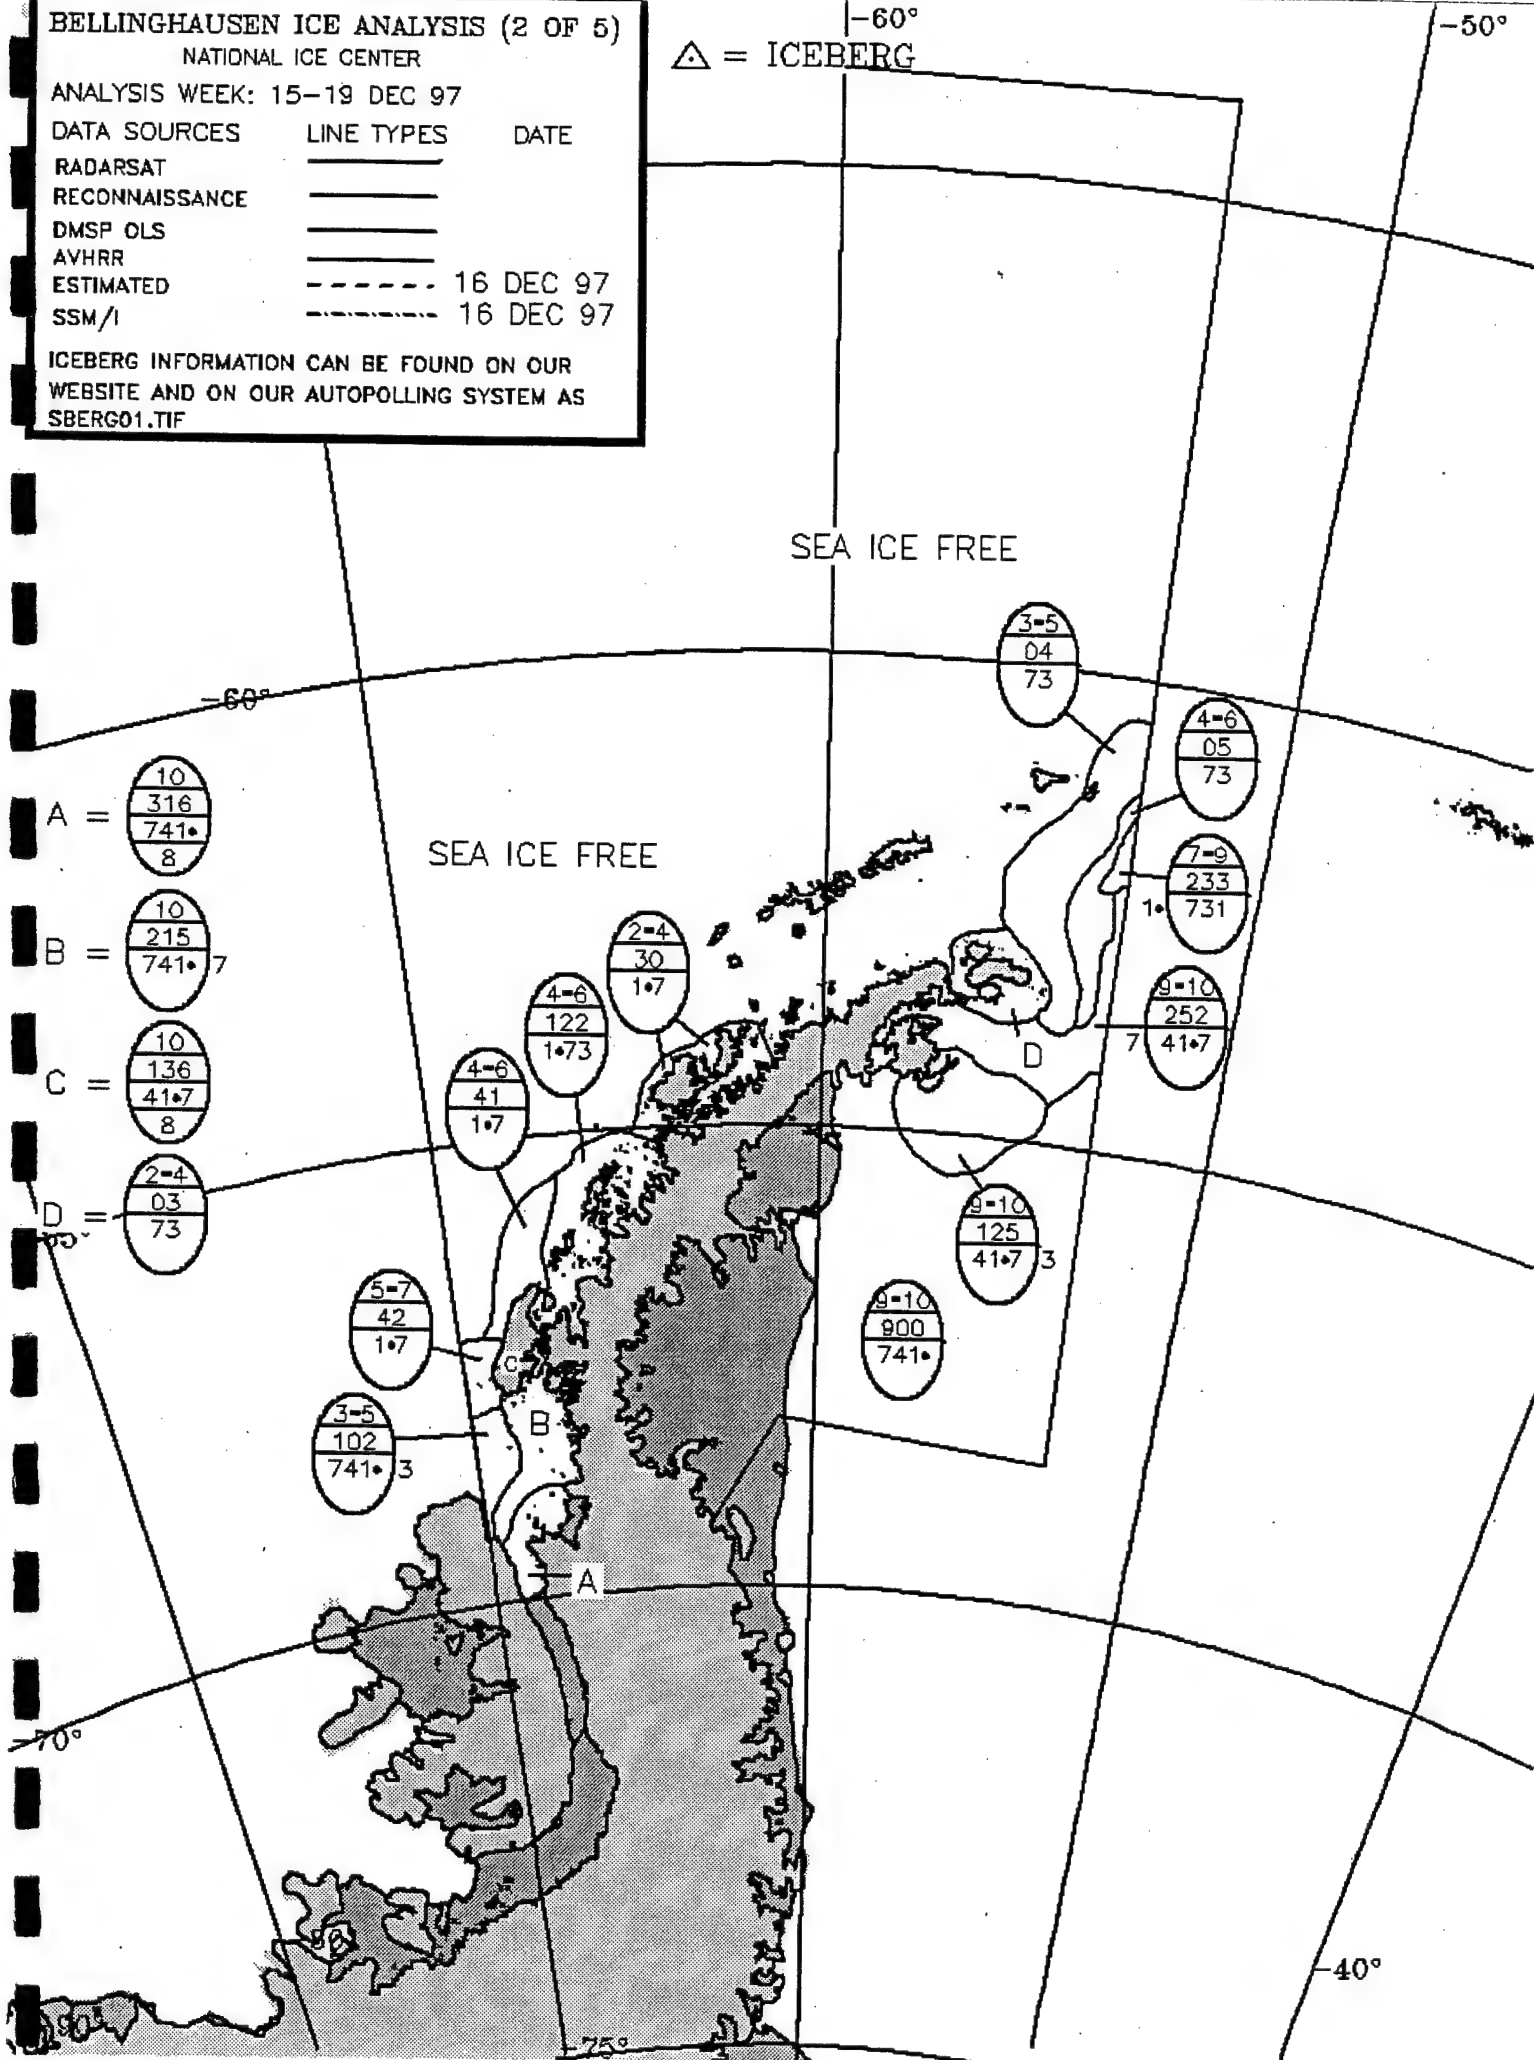 BELLINGHAUSEN ICE ANALYSIS (2 OF 5)
NATIONAL ICE CENTER
ANALYSIS WEEK: 15-19 DEC 97
DATA SOURCES LINE TYPES DATE
RADARSAT
RECONNAISSANCE
DMSP OLS
AVHRR
ESTIMATED 16 DEC 97
SSM/I 16 DEC 97
ICEBERG INFORMATION CAN BE FOUND ON OUR
WEBSITE AND ON OUR AUTOPOLLING SYSTEM AS
SBERG01.TIF
-60°
-50°
= ICEBERG
SEA ICE FREE
3-5
04
73
-60°
4-6
05
73
A =
10
316
741•
8
SEA ICE FREE
7-9
233
1• 731
B =
10
215
741• 7
2-4
30
1•7
4-6
122
1•73
9-10
252
7 41•7
D
C =
10
136
41•7
8
4-6
41
1•7
D =
2-4
03
73
9-10
125
41•7 3
5-7
42
1•7
9-10
900
741•
C
B
3-5
102
741• 3
A
-70°
-40°
-75°